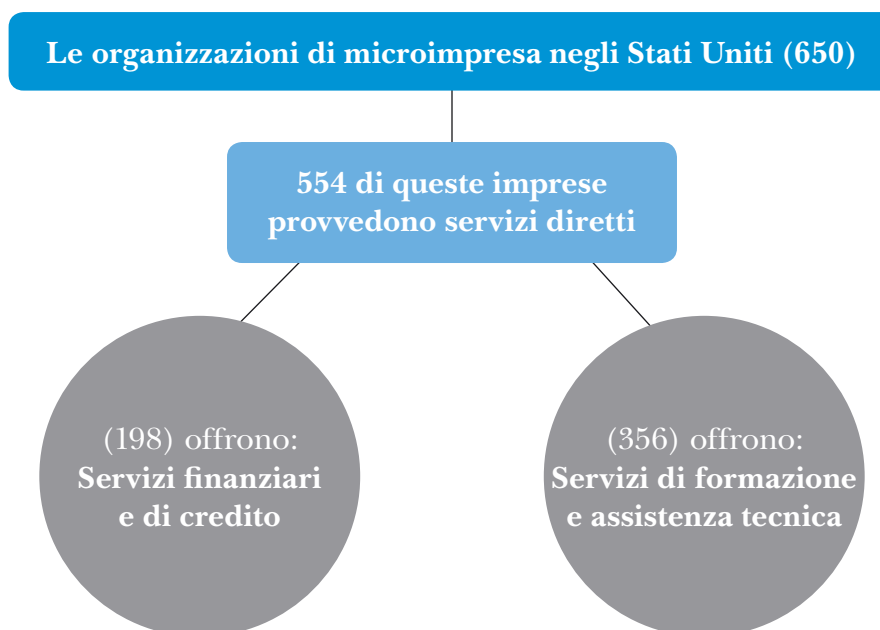 Le organizzazioni di microimpresa negli Stati Uniti (650)
554 di queste imprese
provvedono servizi diretti
(198) offrono:
Servizi finanziari
e di credito
(356) offrono:
Servizi di formazione
e assistenza tecnica